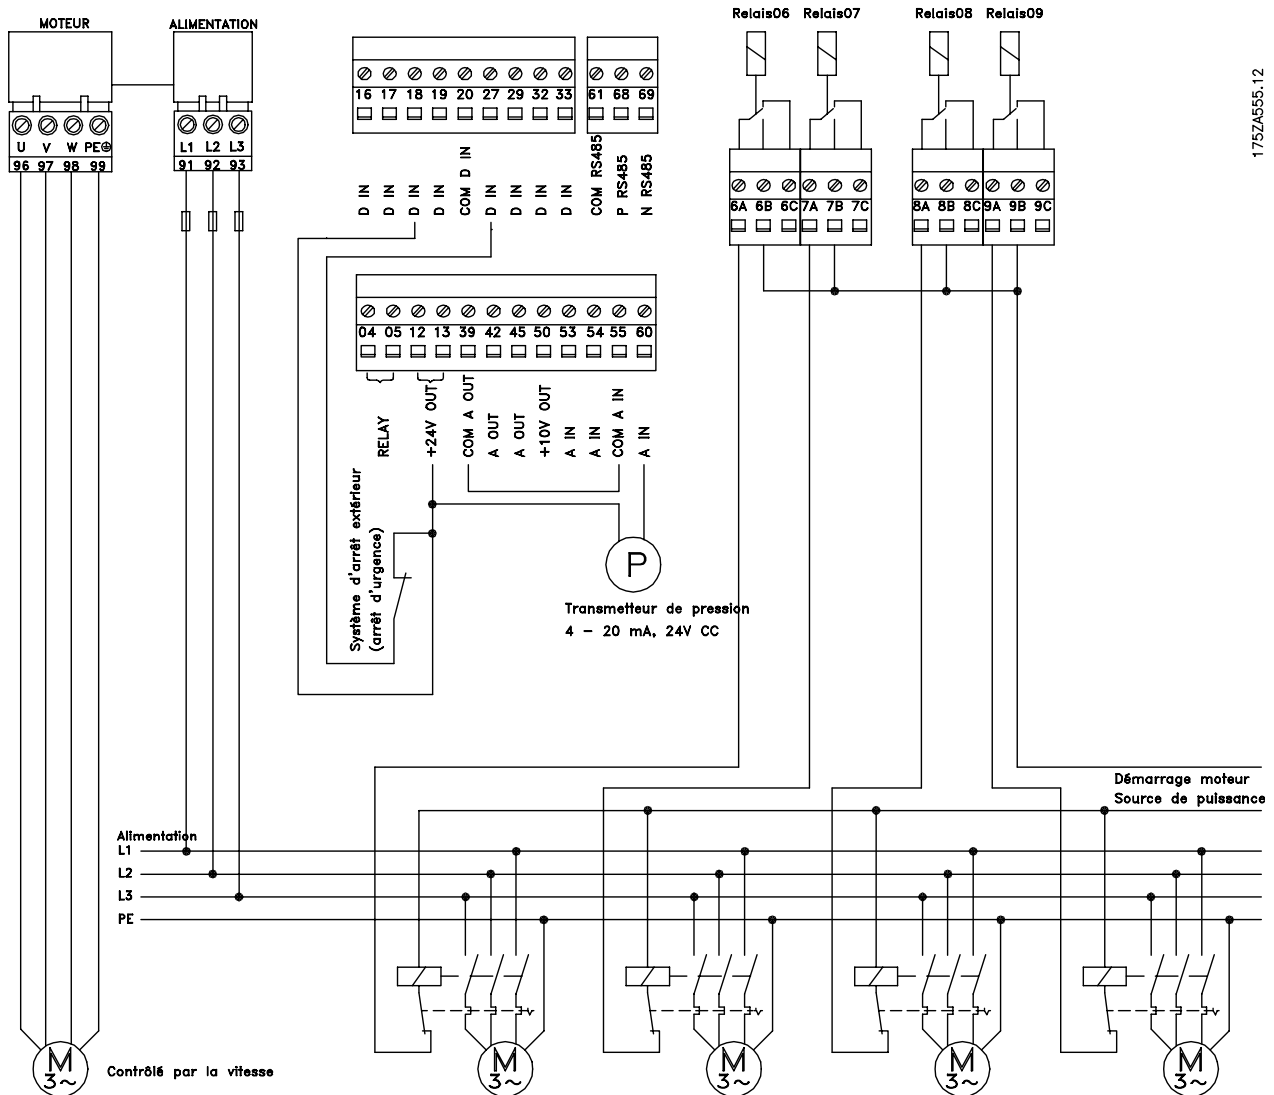 MOTEUR
ALIMENTATION
Relais06 Relais07 Relais08 Relais09
175ZA555.12
U V W PE
96 97 98 99
L1 L2 L3
91 92 93
16 17 18 19 20 27 29 32 33
61 68 69
D IN
D IN
D IN
D IN
COM D IN
D IN
D IN
D IN
D IN
COM RS485
P RS485
N RS485
6A 6B 6C 7A 7B 7C
8A 8B 8C 9A 9B 9C
04 05 12 13 39 42 45 50 53 54 55 60
RELAY
+24V OUT
COM A OUT
A OUT
A OUT
+10V OUT
A IN
A IN
COM A IN
A IN
Système d'arrêt extérieur
(arrêt d'urgence)
P
Transmetteur de pression
4 – 20 mA, 24V CC
Démarrage moteur
Source de puissance
Alimentation
L1
L2
L3
PE
M
3~
Contrôlé par la vitesse
M
3~
M
3~
M
3~
M
3~